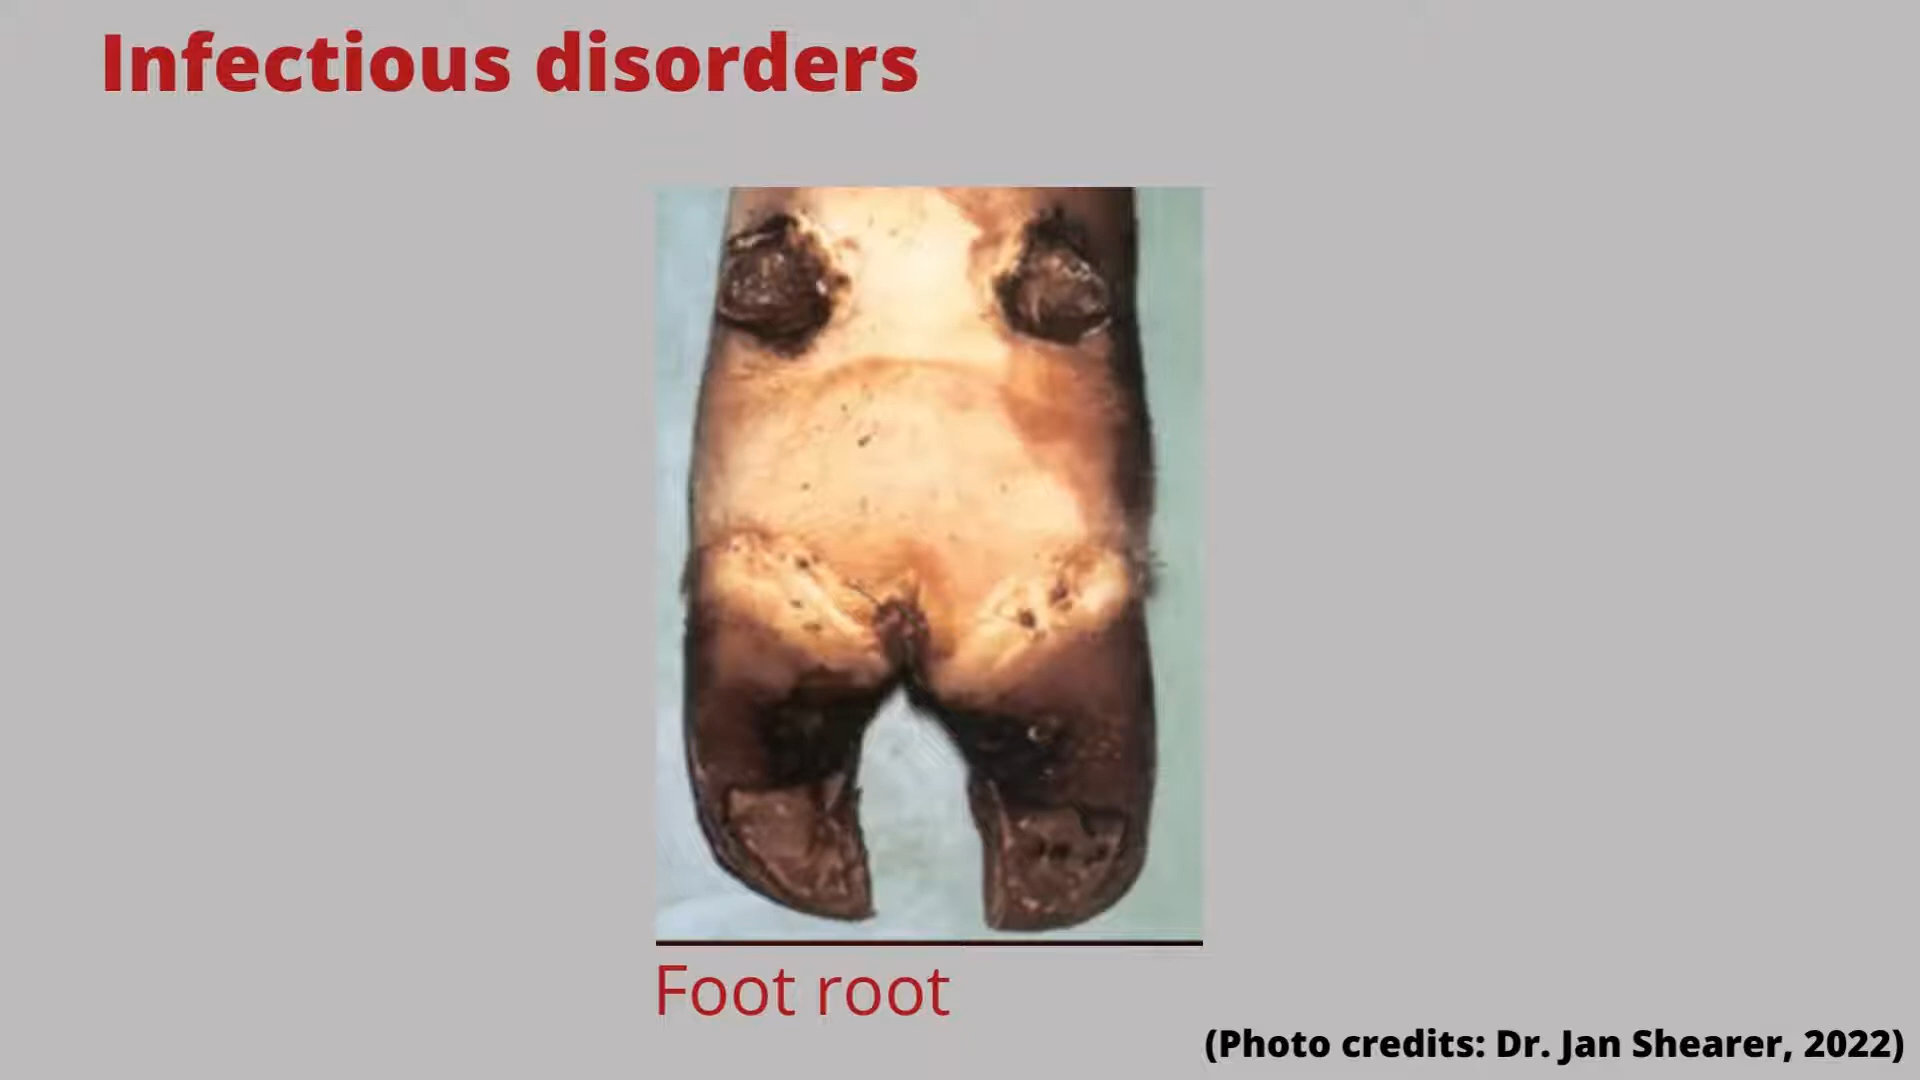 Infectious disorders
Foot root
(Photo credits: Dr. Jan Shearer, 2022)